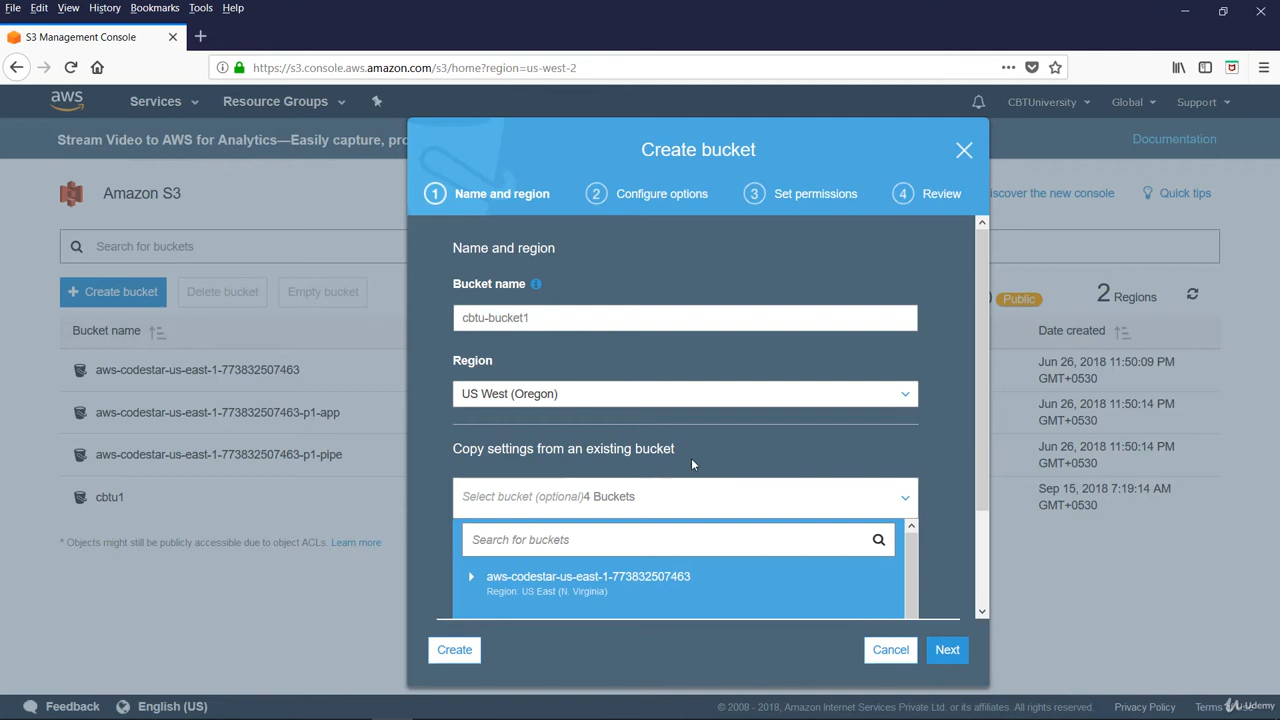 File Edit View History Bookmarks Tools Help
S3 Management Console
https://s3.console.aws.amazon.com/s3/home?region=us-west-2
aws Services Resource Groups CBTUniversity Global Support
Stream Video to AWS for Analytics—Easily capture, pro
Documentation
Create bucket
1 Name and region 2 Configure options 3 Set permissions 4 Review
Amazon S3
iscover the new console Quick tips
Search for buckets
+ Create bucket Delete bucket Empty bucket
Public 2 Regions
Bucket name
Date created
aws-codestar-us-east-1-773832507463
Jun 26, 2018 11:50:09 PM
GMT+0530
aws-codestar-us-east-1-773832507463-p1-app
Jun 26, 2018 11:50:14 PM
GMT+0530
aws-codestar-us-east-1-773832507463-p1-pipe
Jun 26, 2018 11:50:14 PM
GMT+0530
cbtu1
Sep 15, 2018 7:19:14 AM
GMT+0530
* Objects might still be publicly accessible due to object ACLs. Learn more
Name and region
Bucket name
cbtu-bucket1
Region
US West (Oregon)
Copy settings from an existing bucket
Select bucket (optional)4 Buckets
Search for buckets
aws-codestar-us-east-1-773832507463
Region: US East (N. Virginia)
Create Cancel Next
Feedback English (US)
© 2008 - 2018, Amazon Internet Services Private Ltd. or its affiliates. All rights reserved. Privacy Policy Terms
Udemy